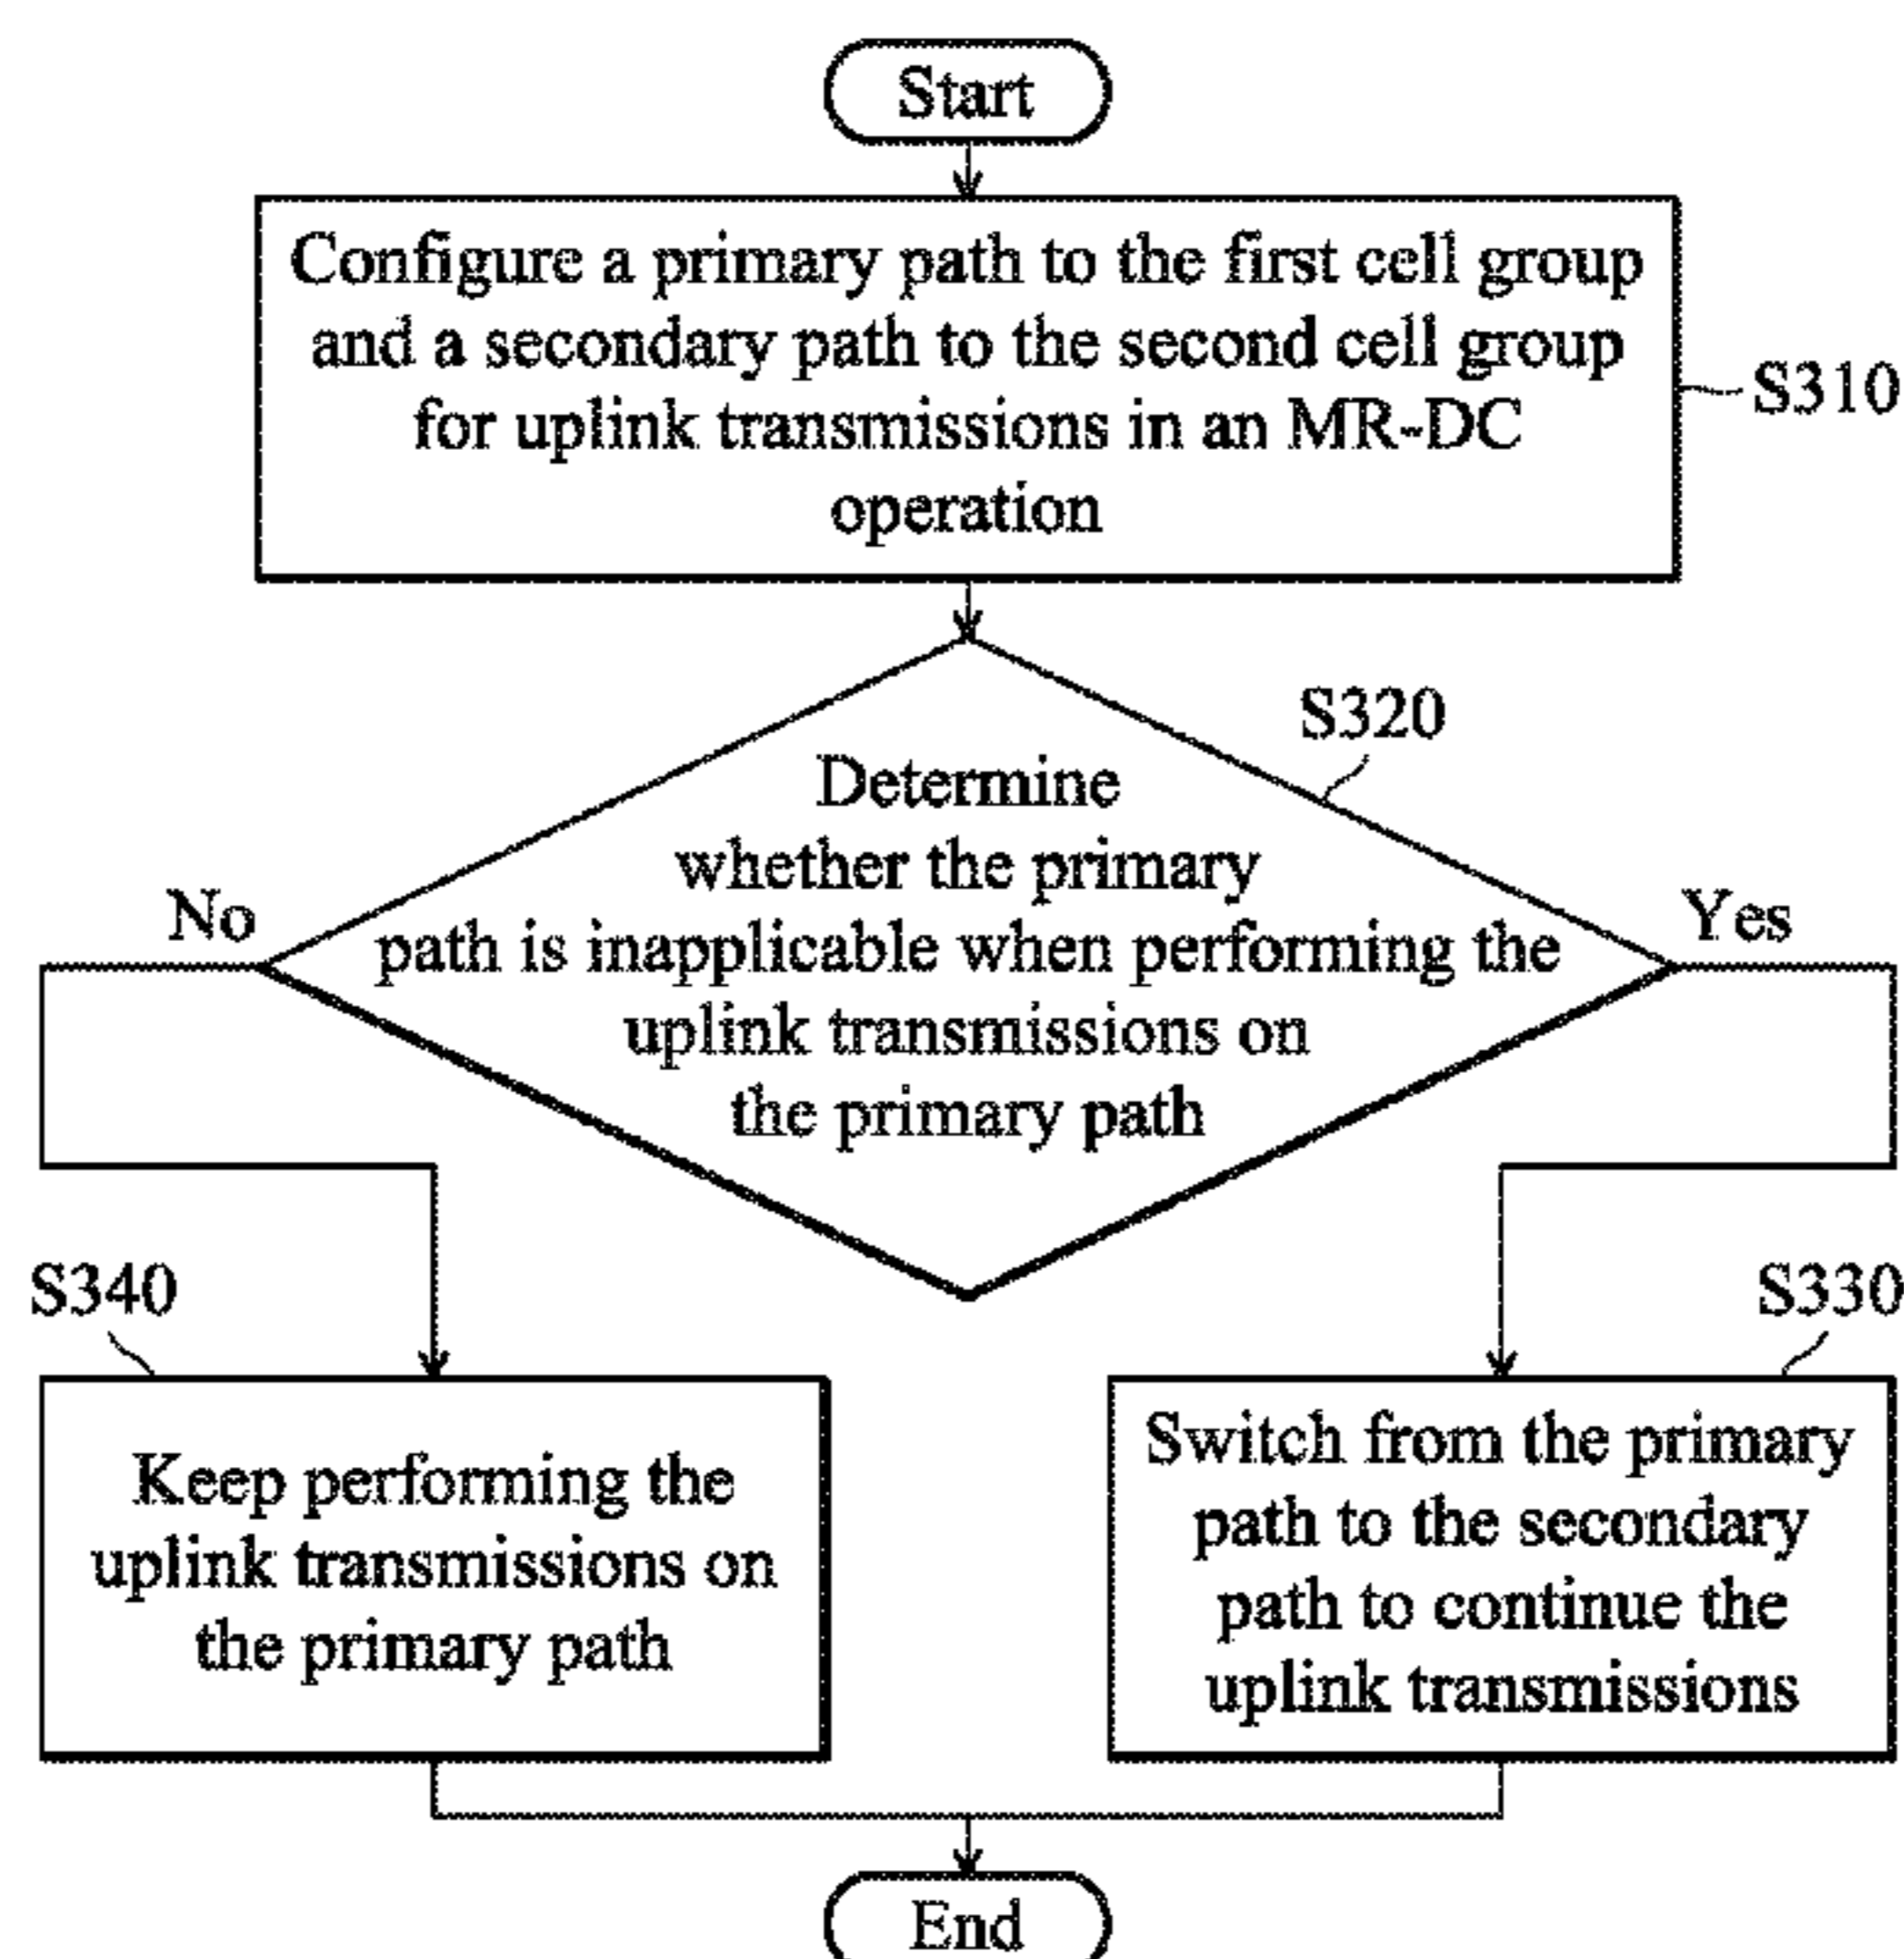 Start
Configure a primary path to the first cell group
and a secondary path to the second cell group
for uplink transmissions in an MR-DC
operation
S310
S320
Determine
whether the primary
path is inapplicable when performing the
uplink transmissions on
the primary path
No
Yes
S340
Keep performing the
uplink transmissions on
the primary path
S330
Switch from the primary
path to the secondary
path to continue the
uplink transmissions
End